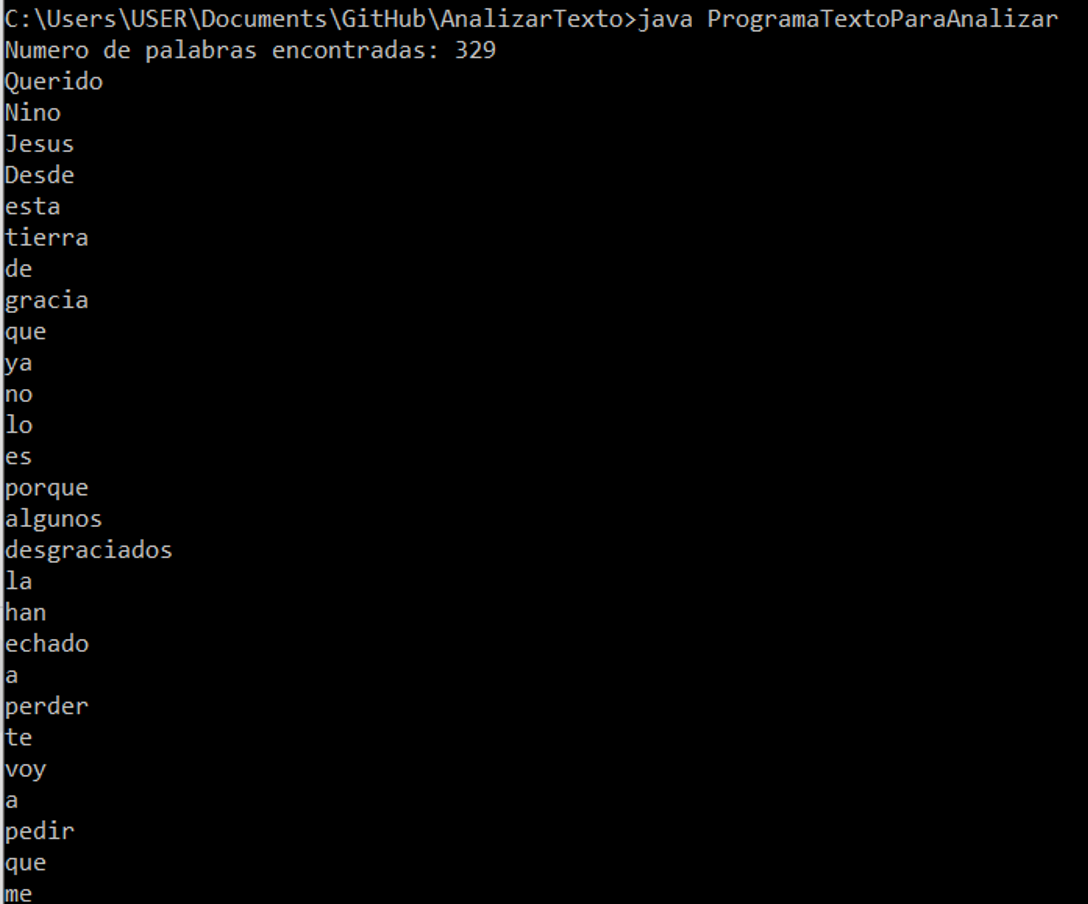 C:\Users\USER\Documents\GitHub\AnalizarTexto>java ProgramaTextoParaAnalizar
Numero de palabras encontradas: 329
Querido
Nino
Jesus
Desde
esta
tierra
de
gracia
que
ya
no
lo
es
porque
algunos
desgraciados
la
han
echado
a
perder
te
voy
a
pedir
que
me